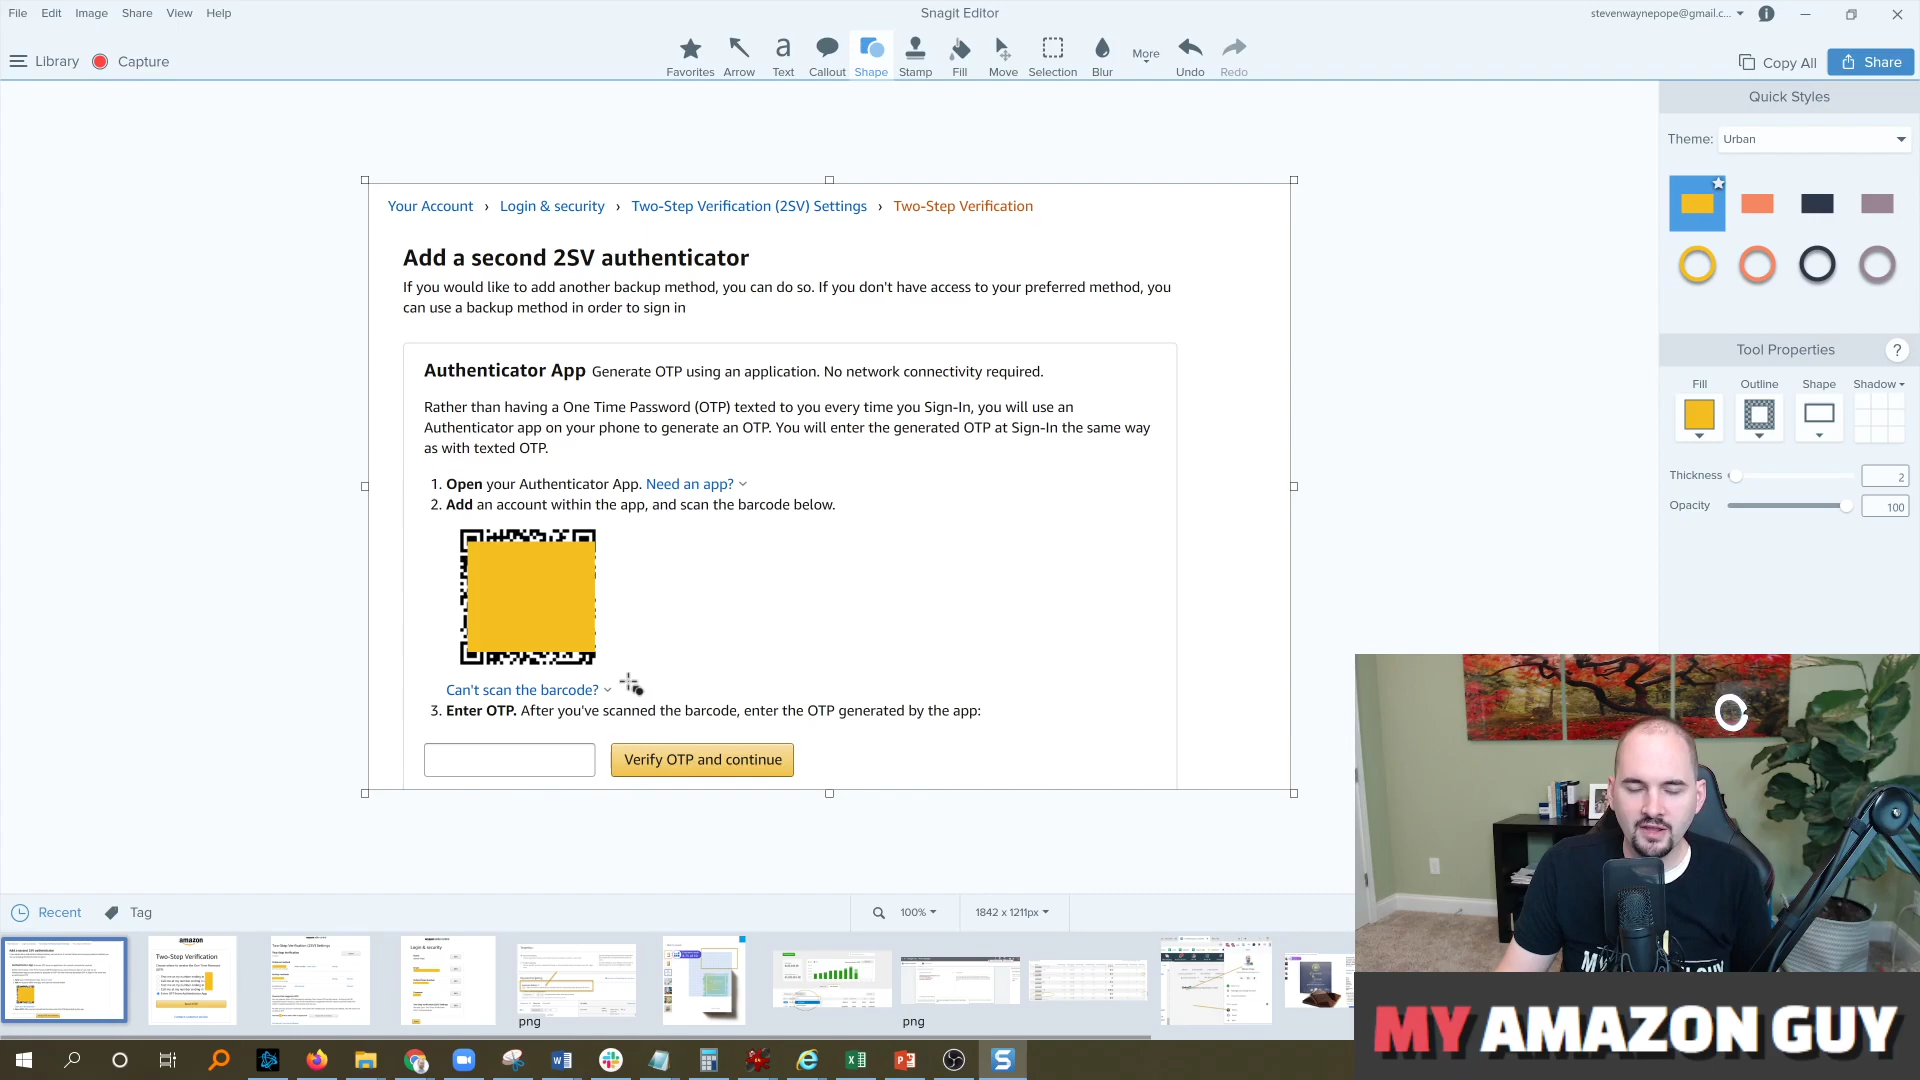 File Edit Image Share View Help
Snagit Editor
stevenwaynepope@gmail.c...
Library Capture
Favorites Arrow Text Callout Shape Stamp Fill Move Selection Blur More Undo Redo
Copy All Share
Quick Styles
Theme: Urban
Your Account › Login & security › Two-Step Verification (2SV) Settings › Two-Step Verification
Add a second 2SV authenticator
If you would like to add another backup method, you can do so. If you don't have access to your preferred method, you
can use a backup method in order to sign in
Authenticator App Generate OTP using an application. No network connectivity required.
Rather than having a One Time Password (OTP) texted to you every time you Sign-In, you will use an
Authenticator app on your phone to generate an OTP. You will enter the generated OTP at Sign-In the same way
as with texted OTP.
1. Open your Authenticator App. Need an app?
2. Add an account within the app, and scan the barcode below.
Can't scan the barcode?
3. Enter OTP. After you've scanned the barcode, enter the OTP generated by the app:
Verify OTP and continue
Tool Properties ?
Fill Outline Shape Shadow
Thickness 2
Opacity 100
Recent Tag
100% 1842 x 1211px
amazon
Two-Step Verification
Login & security
png
png
MY AMAZON GUY